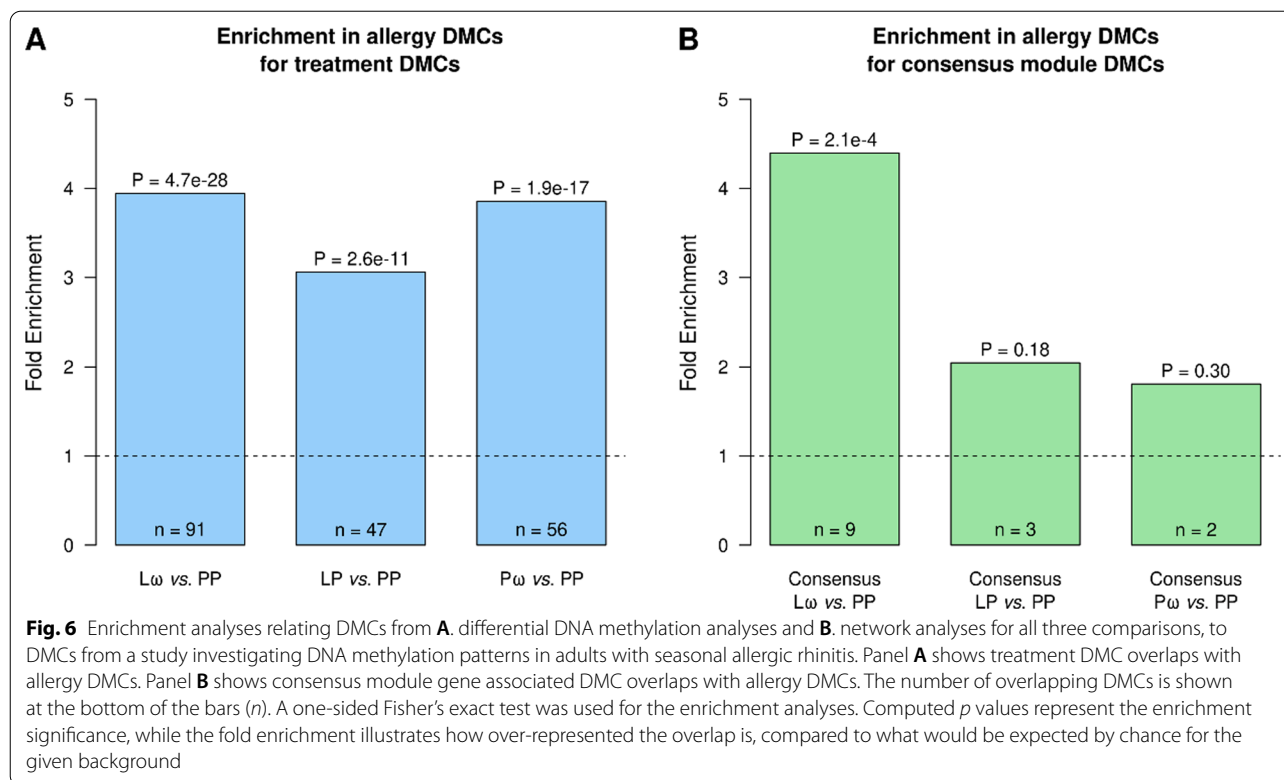 A
Enrichment in allergy DMCs
for treatment DMCs
Fold Enrichment
5
4
3
2
1
0
P = 4.7e-28
P = 2.6e-11
P = 1.9e-17
n = 91
n = 47
n = 56
Lω vs. PP
LP vs. PP
Pω vs. PP
B
Enrichment in allergy DMCs
for consensus module DMCs
Fold Enrichment
5
4
3
2
1
0
P = 2.1e-4
P = 0.18
P = 0.30
n = 9
n = 3
n = 2
Consensus
Lω vs. PP
Consensus
LP vs. PP
Consensus
Pω vs. PP
Fig. 6 Enrichment analyses relating DMCs from A. differential DNA methylation analyses and B. network analyses for all three comparisons, to
DMCs from a study investigating DNA methylation patterns in adults with seasonal allergic rhinitis. Panel A shows treatment DMC overlaps with
allergy DMCs. Panel B shows consensus module gene associated DMC overlaps with allergy DMCs. The number of overlapping DMCs is shown
at the bottom of the bars (n). A one-sided Fisher's exact test was used for the enrichment analyses. Computed p values represent the enrichment
significance, while the fold enrichment illustrates how over-represented the overlap is, compared to what would be expected by chance for the
given background